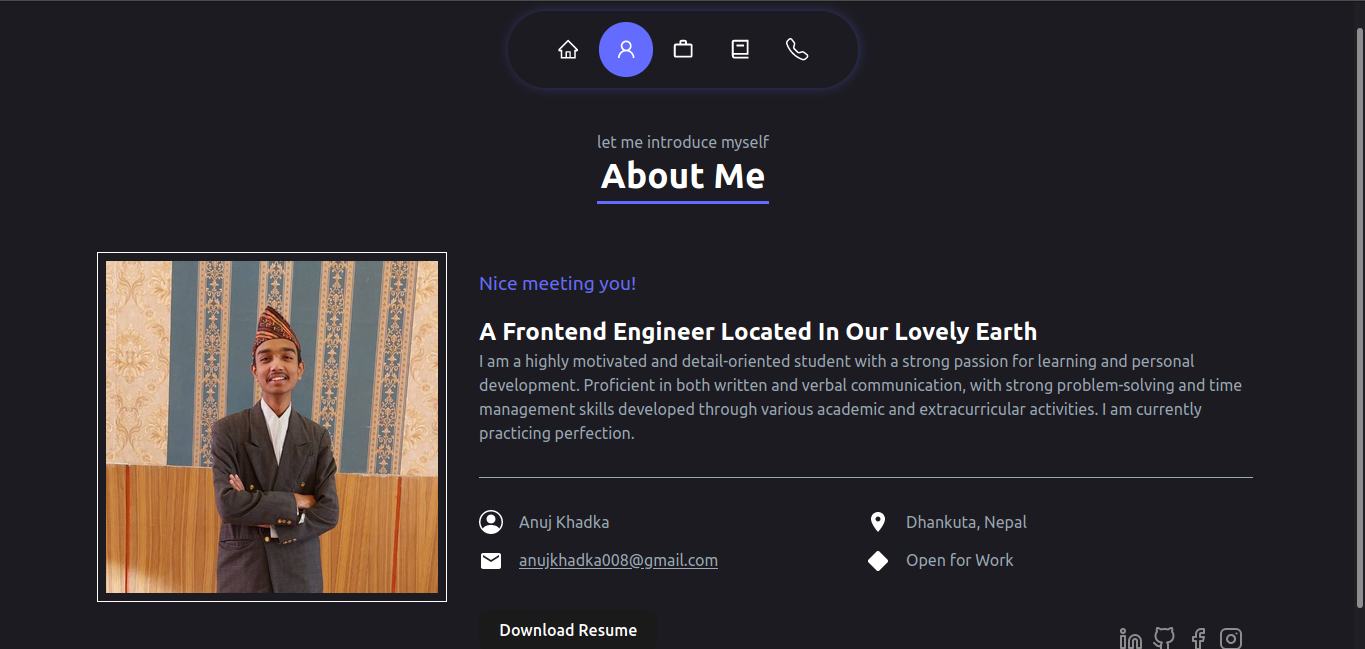 let me introduce myself
About Me
Nice meeting you!
A Frontend Engineer Located In Our Lovely Earth
I am a highly motivated and detail-oriented student with a strong passion for learning and personal
development. Proficient in both written and verbal communication, with strong problem-solving and time
management skills developed through various academic and extracurricular activities. I am currently
practicing perfection.
Anuj Khadka
Dhankuta, Nepal
anujkhadka008@gmail.com
Open for Work
Download Resume